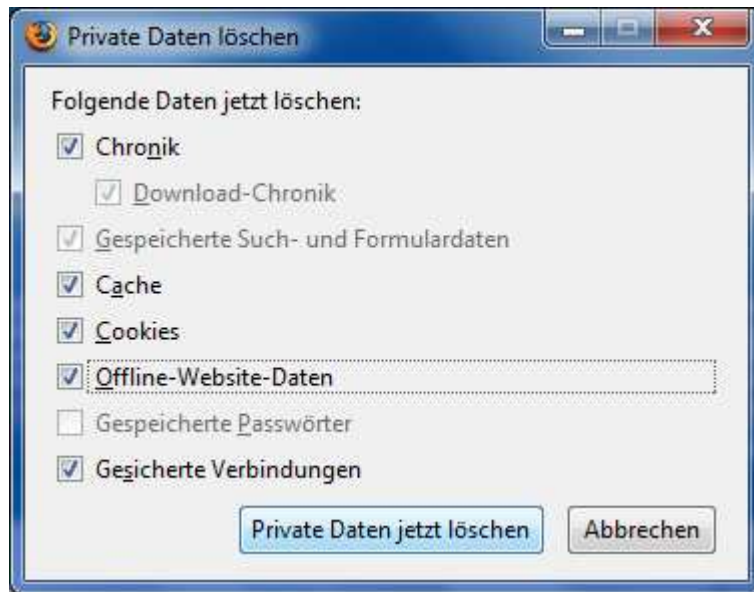 Private Daten löschen
Folgende Daten jetzt löschen:
Chronik
Download-Chronik
Gespeicherte Such- und Formulardaten
Cache
Cookies
Offline-Website-Daten
Gespeicherte Passwörter
Gesicherte Verbindungen
Private Daten jetzt löschen Abbrechen